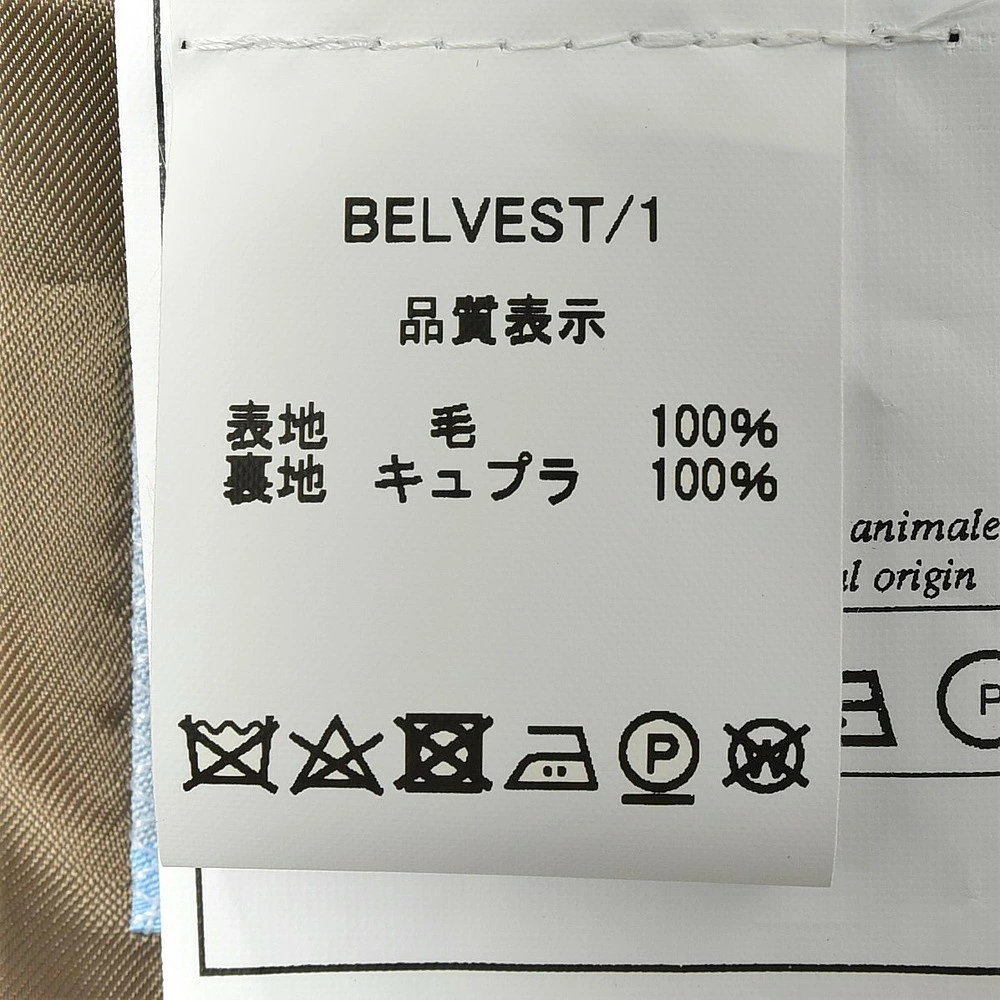 BELVEST/1
品質表示
表地 毛 100%
裏地 キュプラ 100%
animale
origin
P
W
P